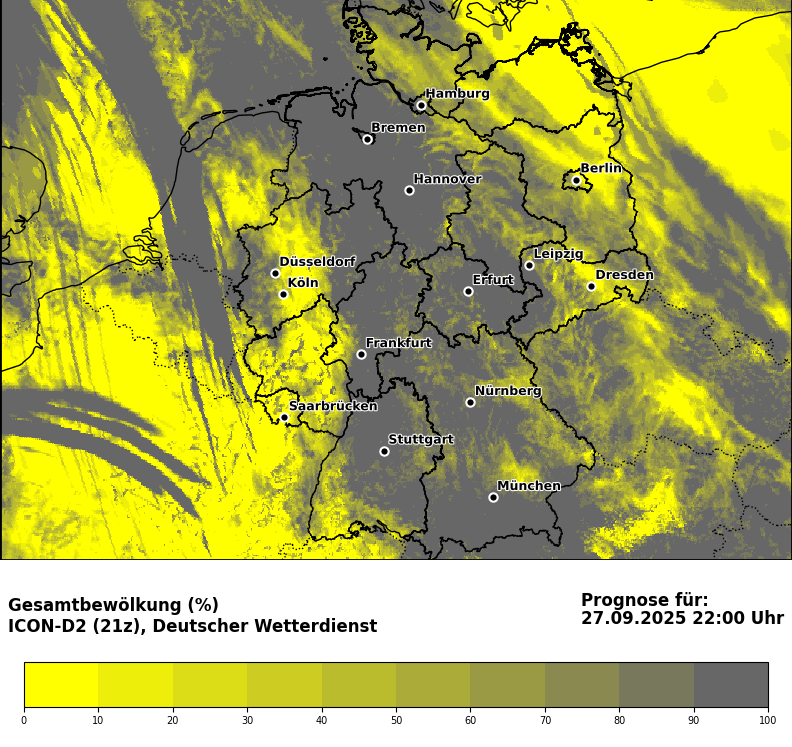 Hamburg
Bremen
Berlin
Hannover
Leipzig
Düsseldorf
Dresden
Köln
Erfurt
Frankfurt
Nürnberg
Saarbrücken
Stuttgart
München
Gesamtbewölkung (%)
ICON-D2 (21z), Deutscher Wetterdienst
Prognose für:
27.09.2025 22:00 Uhr
0 10 20 30 40 50 60 70 80 90 100